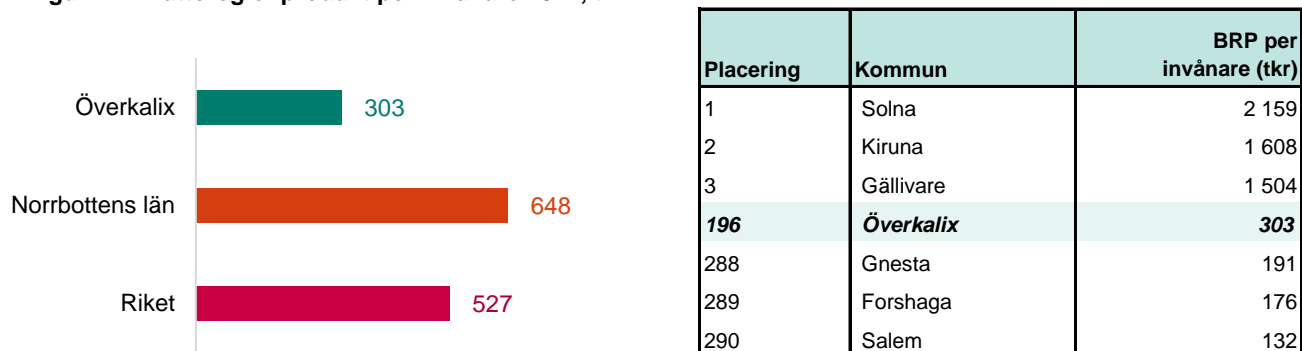 Överkalix 303
Norrbottens län 648
Riket 527
Placering Kommun BRP per invånare (tkr)
1 Solna 2 159
2 Kiruna 1 608
3 Gällivare 1 504
196 Överkalix 303
288 Gnesta 191
289 Forshaga 176
290 Salem 132